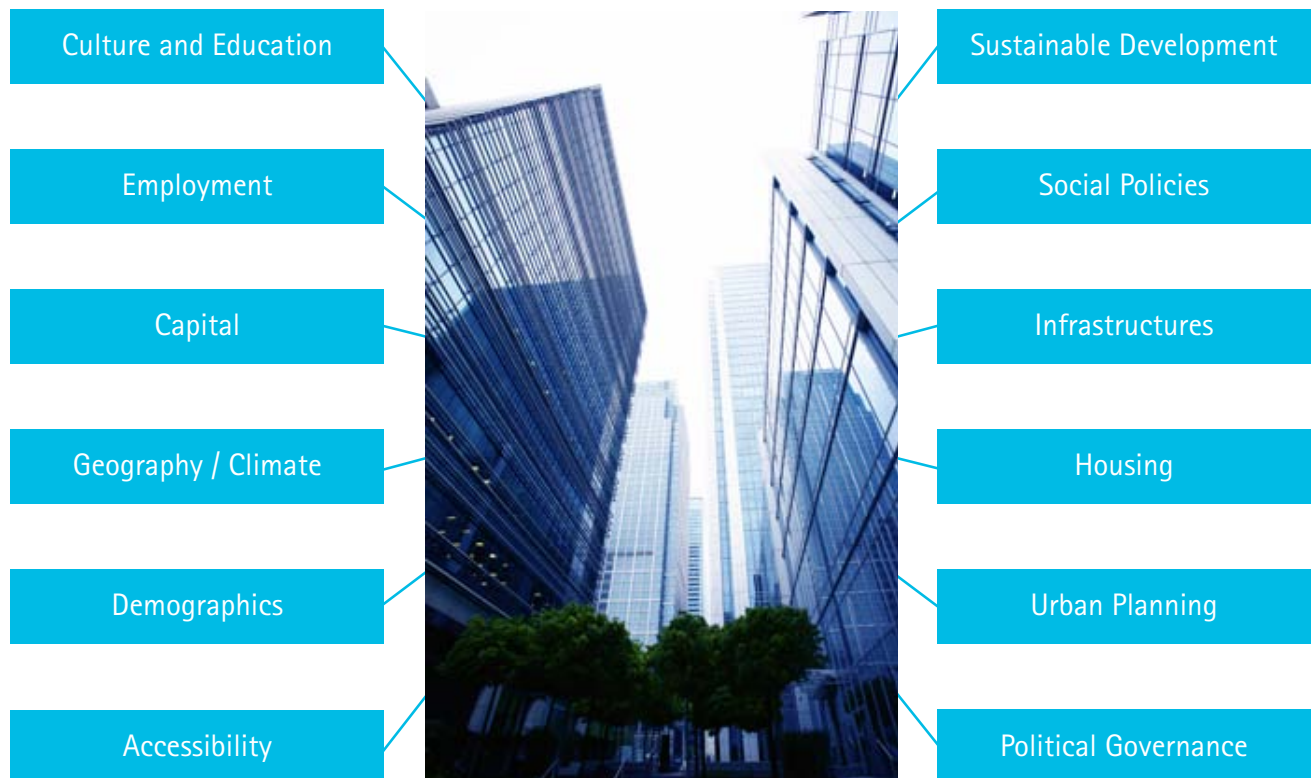 Culture and Education
Sustainable Development
Employment
Social Policies
Capital
Infrastructures
Geography / Climate
Housing
Demographics
Urban Planning
Accessibility
Political Governance